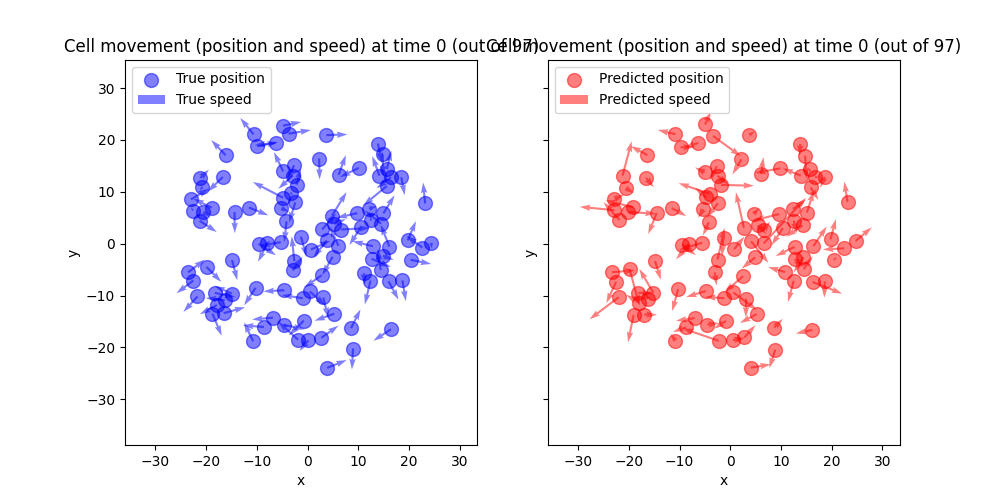 Cell movement (position and speed) at time 0 (out of 97)
Cell movement (position and speed) at time 0 (out of 97)
True position
True speed
Predicted position
Predicted speed
30
20
10
0
−10
−20
−30
y
y
−30 −20 −10 0 10 20 30
−30 −20 −10 0 10 20 30
x
x